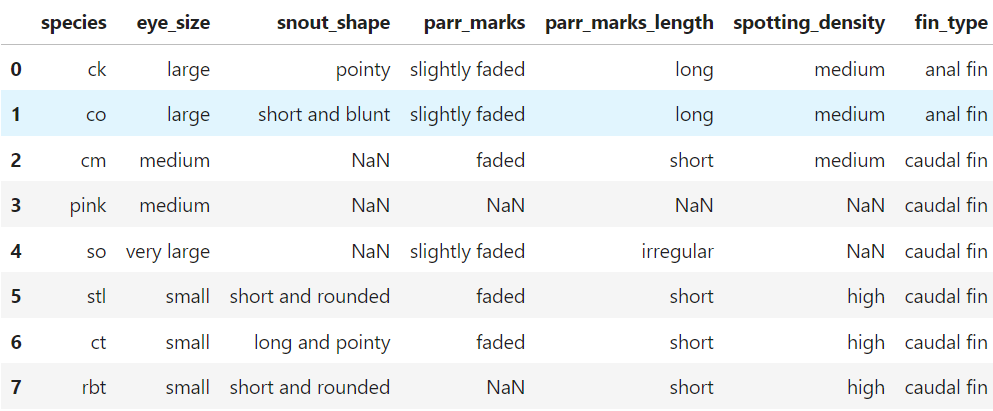 species eye_size snout_shape parr_marks parr_marks_length spotting_density fin_type
0 ck large pointy slightly faded long medium anal fin
1 co large short and blunt slightly faded long medium anal fin
2 cm medium NaN faded short medium caudal fin
3 pink medium NaN NaN NaN NaN caudal fin
4 so very large NaN slightly faded irregular NaN caudal fin
5 stl small short and rounded faded short high caudal fin
6 ct small long and pointy faded short high caudal fin
7 rbt small short and rounded NaN short high caudal fin